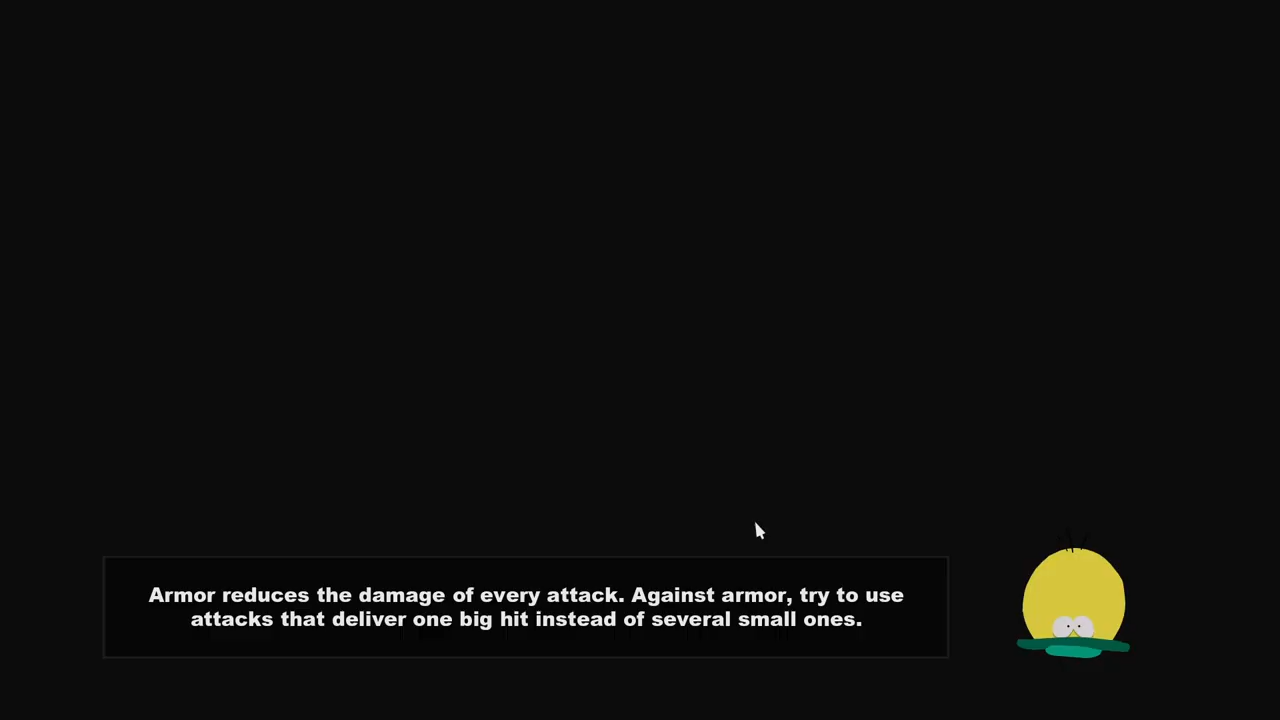 Armor reduces the damage of every attack. Against armor, try to use
attacks that deliver one big hit instead of several small ones.